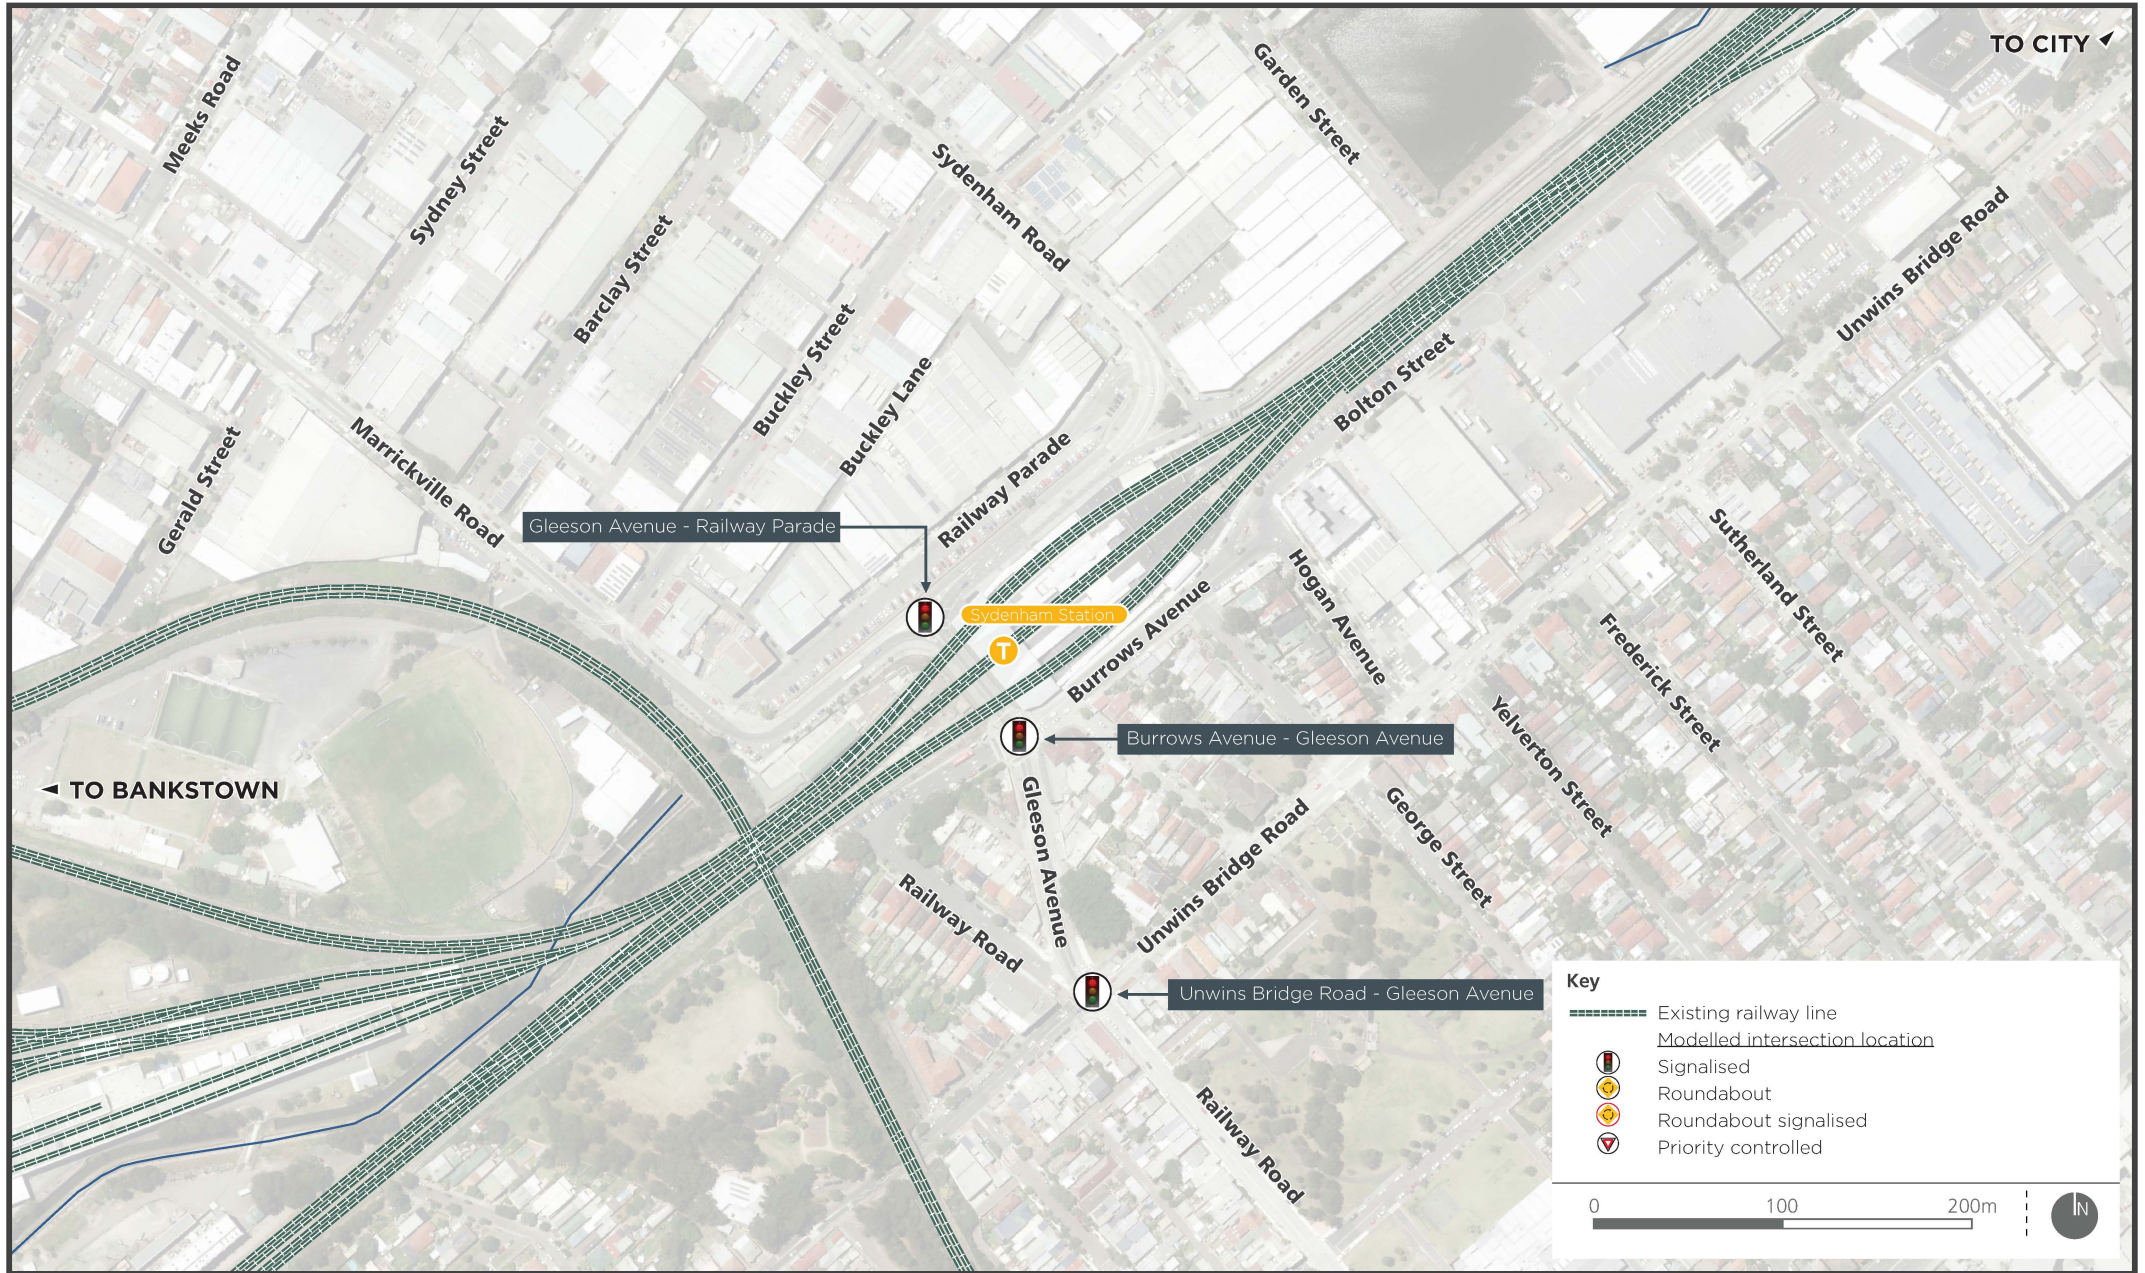 TO CITY
Meeks Road
Sydney Street
Barclay Street
Buckley Street
Buckley Lane
Sydenham Road
Garden Street
Unwins Bridge Road
Bolton Street
Gerald Street
Marrickville Road
Railway Parade
Gleeson Avenue - Railway Parade
Sydenham Station
T
Burrows Avenue
Hogan Avenue
Sutherland Street
Frederick Street
Yelverton Street
Burrows Avenue - Gleeson Avenue
TO BANKSTOWN
Gleeson Avenue
Unwins Bridge Road
George Street
Railway Road
Unwins Bridge Road - Gleeson Avenue
Railway Road
Key
Existing railway line
Modelled intersection location
Signalised
Roundabout
Roundabout signalised
Priority controlled
0 100 200m
N